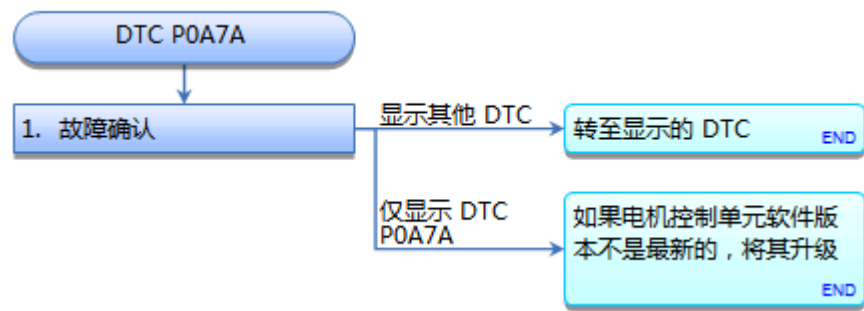 DTC P0A7A
1. 故障确认
显示其他 DTC
转至显示的 DTC
END
仅显示 DTC
P0A7A
如果电机控制单元软件版
本不是最新的，将其升级
END